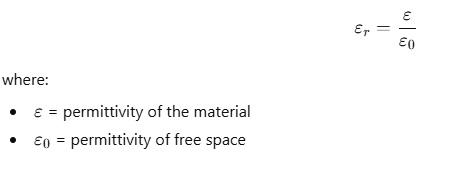 εᵣ = ε / ε₀
where:
• ε = permittivity of the material
• ε₀ = permittivity of free space